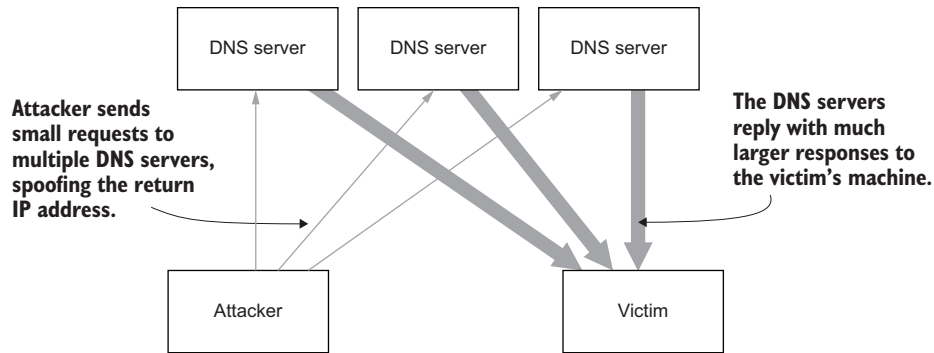 DNS server
DNS server
DNS server
Attacker sends
small requests to
multiple DNS servers,
spoofing the return
IP address.
The DNS servers
reply with much
larger responses to
the victim's machine.
Attacker
Victim